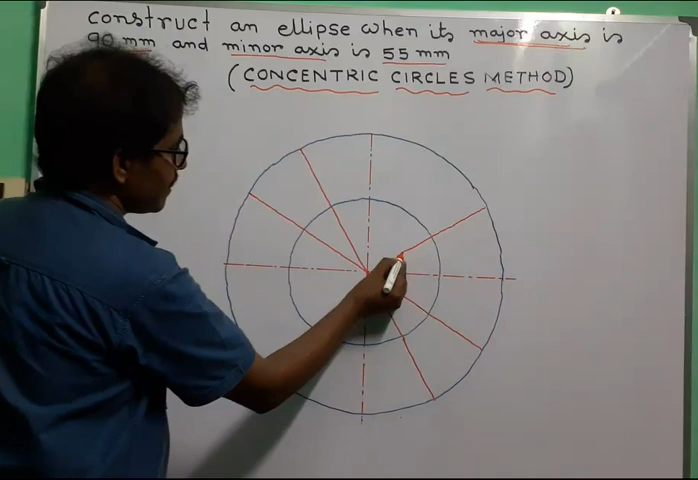 construct an ellipse when its major axis is
90 mm and minor axis is 55 mm
(CONCENTRIC CIRCLES METHOD)